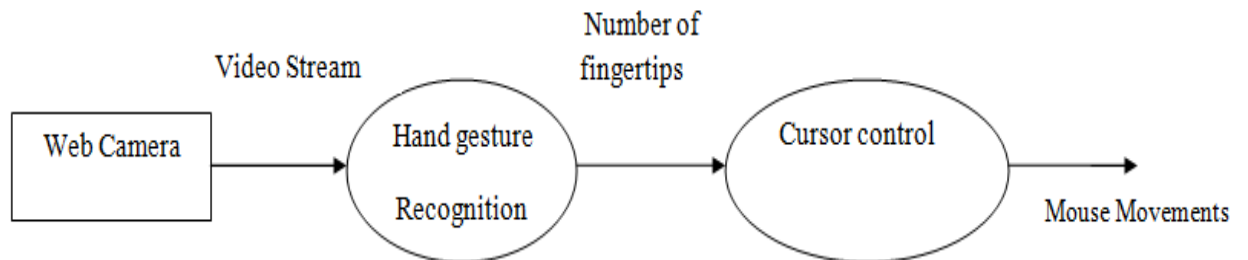 Web Camera
Video Stream
Hand gesture
Recognition
Number of
fingertips
Cursor control
Mouse Movements